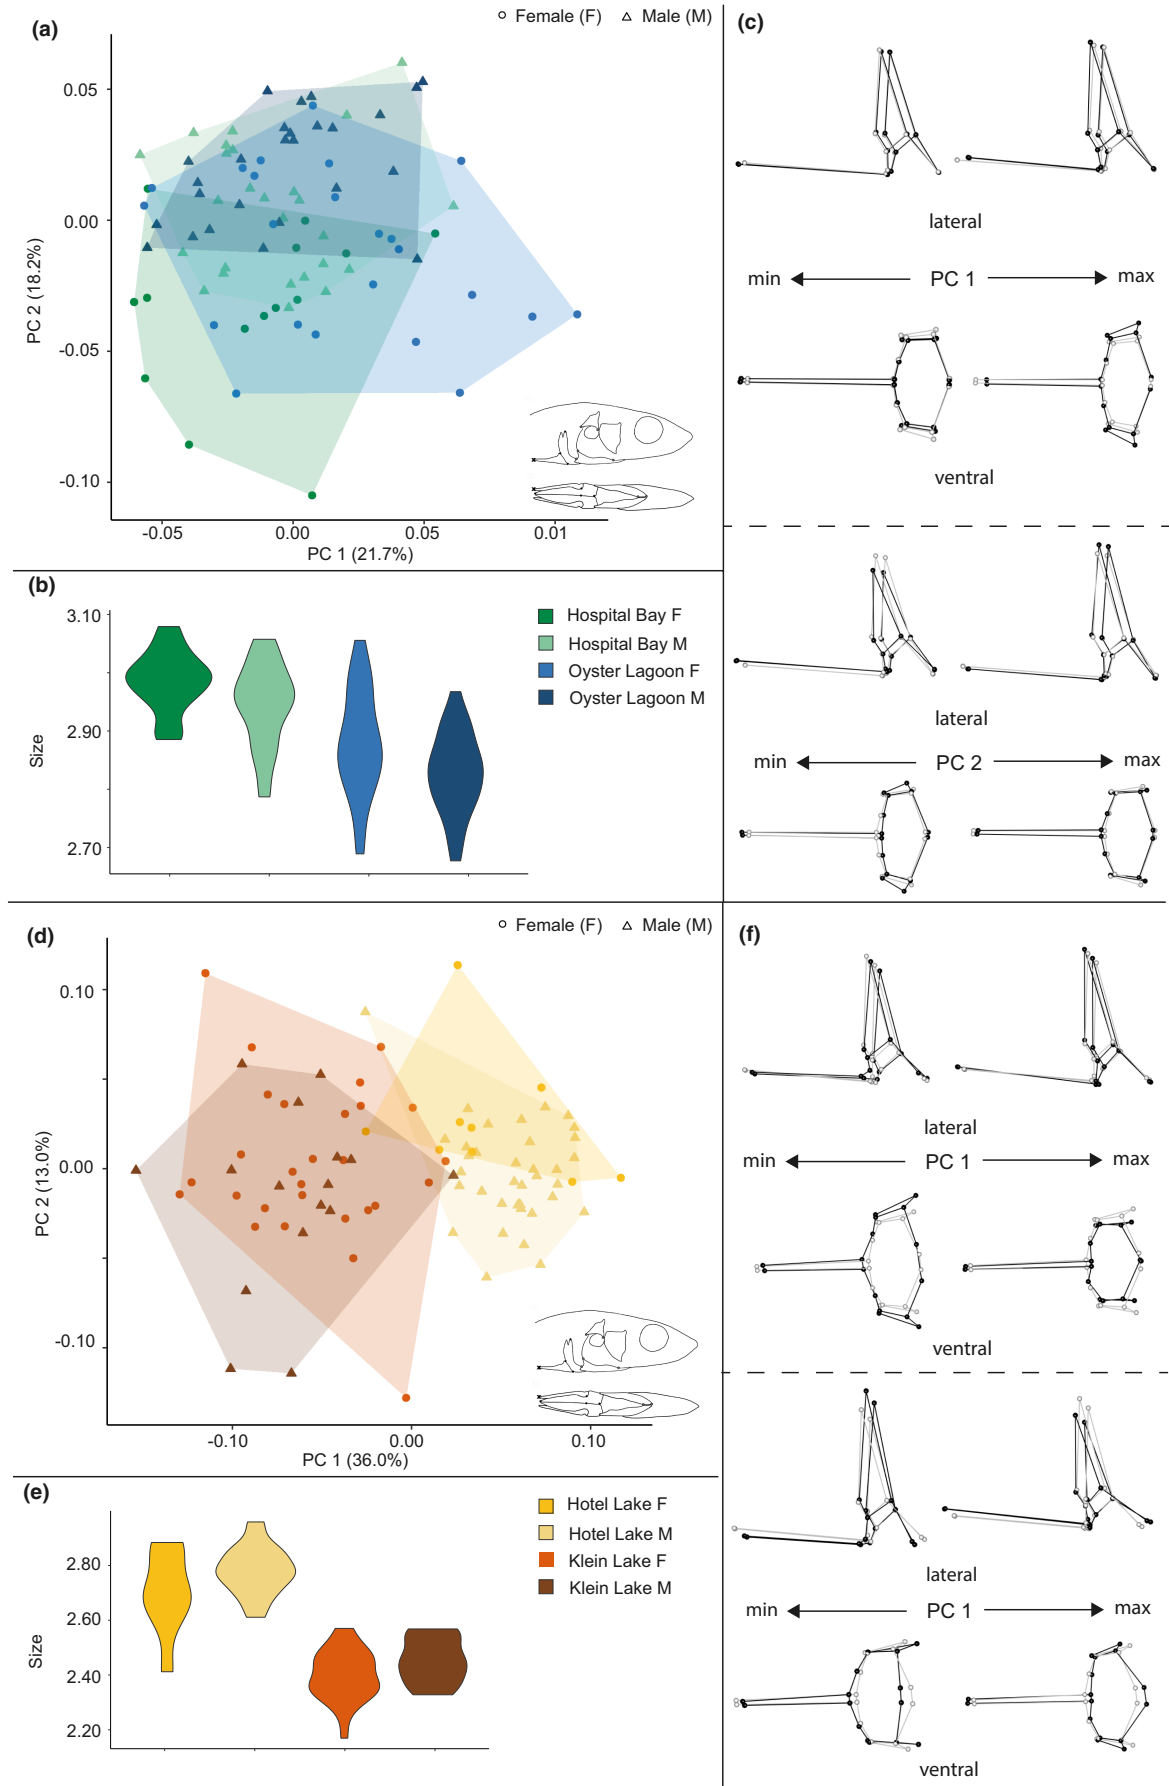 (a)
○ Female (F) △ Male (M)
0.05
0.00
-0.05
-0.10
PC 2 (18.2%)
-0.05 0.00 0.05 0.01
PC 1 (21.7%)
(b)
3.10
2.90
2.70
Size
Hospital Bay F
Hospital Bay M
Oyster Lagoon F
Oyster Lagoon M
(c)
lateral
min PC 1 max
ventral
lateral
min PC 2 max
ventral
(d)
○ Female (F) △ Male (M)
0.10
0.00
-0.10
PC 2 (13.0%)
-0.10 0.00 0.10
PC 1 (36.0%)
(e)
2.80
2.60
2.40
2.20
Size
Hotel Lake F
Hotel Lake M
Klein Lake F
Klein Lake M
(f)
lateral
min PC 1 max
ventral
lateral
min PC 1 max
ventral